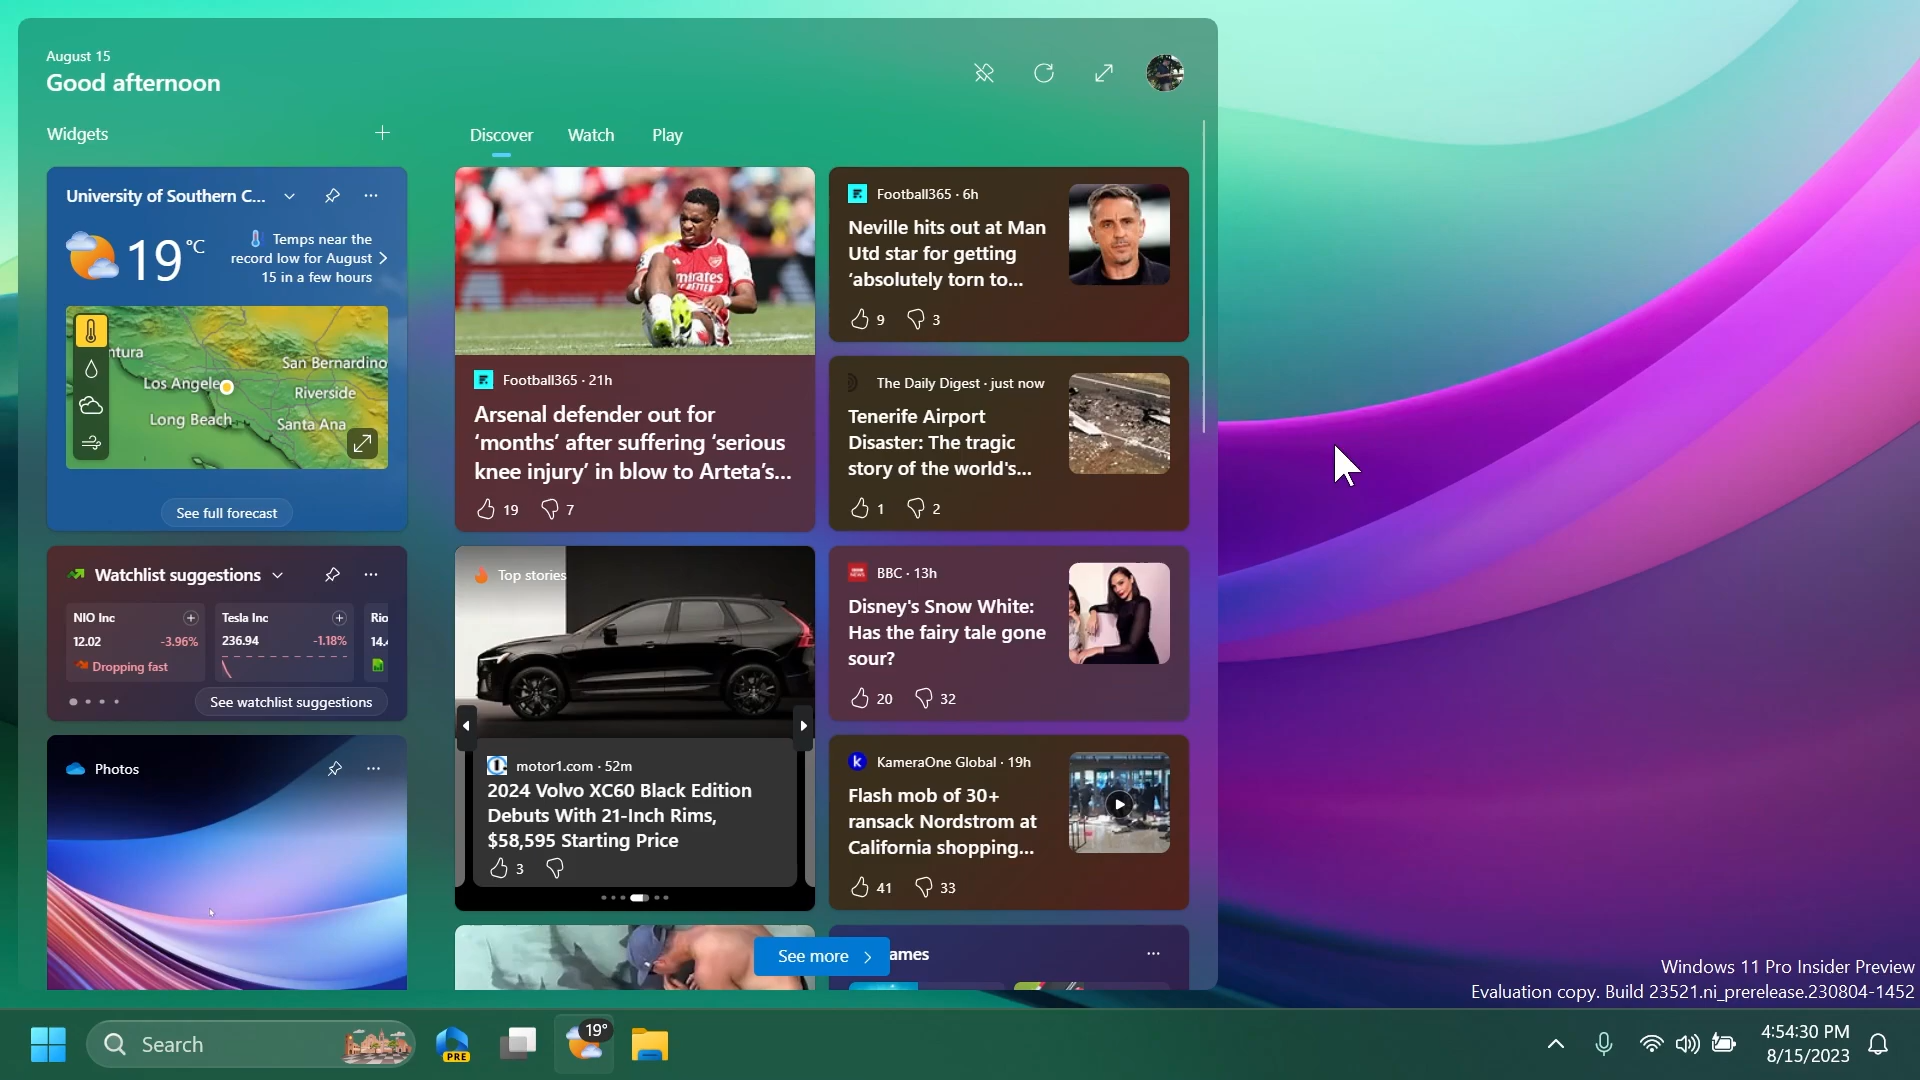 August 15
Good afternoon
Widgets
Discover
Watch
Play
University of Southern C...
19 °C
Temps near the
record low for August
15 in a few hours
ntura
San Bernardino
Los Angele
Riverside
Long Beach
Santa Ana
See full forecast
Watchlist suggestions
NIO Inc
12.02
-3.96%
Dropping fast
Tesla Inc
236.94
-1.18%
Rio
14.4
See watchlist suggestions
Photos
Emirates
Football365 · 21h
Arsenal defender out for
‘months’ after suffering ‘serious
knee injury’ in blow to Arteta’s...
19
7
Top stories
motor1.com · 52m
2024 Volvo XC60 Black Edition
Debuts With 21-Inch Rims,
$58,595 Starting Price
3
Football365 · 6h
Neville hits out at Man
Utd star for getting
‘absolutely torn to...
9
3
The Daily Digest · just now
Tenerife Airport
Disaster: The tragic
story of the world's...
1
2
BBC NEWS
BBC · 13h
Disney's Snow White:
Has the fairy tale gone
sour?
20
32
k
KameraOne Global · 19h
Flash mob of 30+
ransack Nordstrom at
California shopping...
41
33
See more
ames
Windows 11 Pro Insider Preview
Evaluation copy. Build 23521.ni_prerelease.230804-1452
Search
PRE
19°
4:54:30 PM
8/15/2023